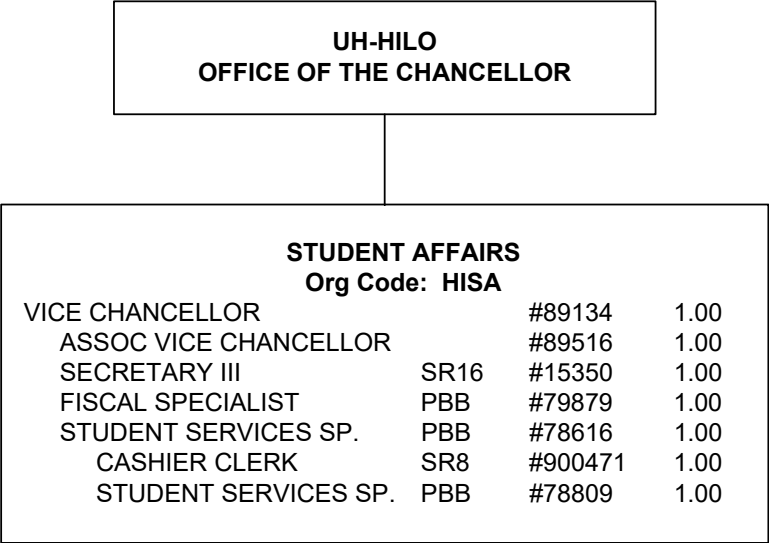 UH-HILO
OFFICE OF THE CHANCELLOR
STUDENT AFFAIRS
Org Code: HISA
VICE CHANCELLOR #89134 1.00
ASSOC VICE CHANCELLOR #89516 1.00
SECRETARY III SR16 #15350 1.00
FISCAL SPECIALIST PBB #79879 1.00
STUDENT SERVICES SP. PBB #78616 1.00
CASHIER CLERK SR8 #900471 1.00
STUDENT SERVICES SP. PBB #78809 1.00